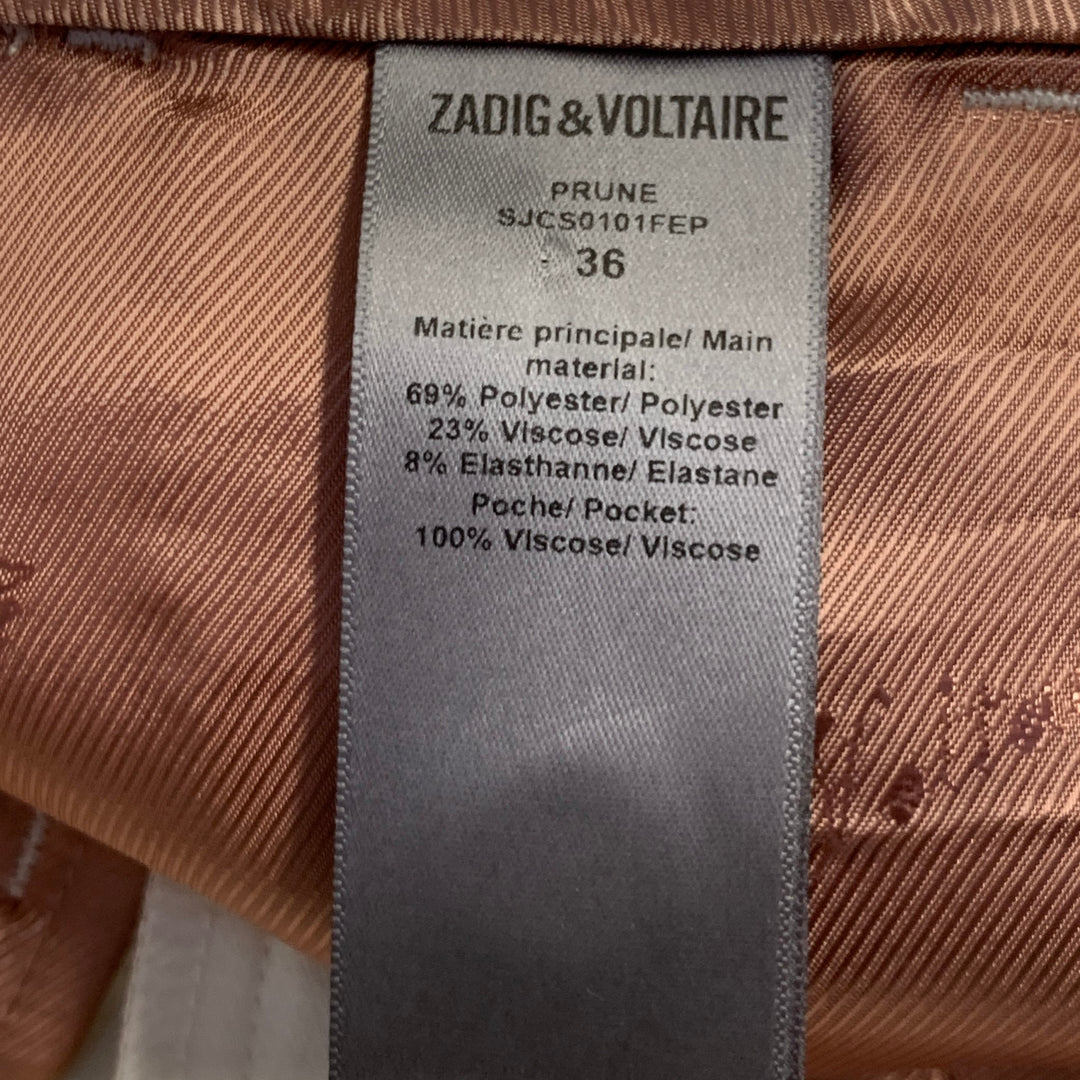 ZADIG&VOLTAIRE
PRUNE
SJCS0101FEP
36
Matière principale/ Main
material:
69% Polyester/ Polyester
23% Viscose/ Viscose
8% Elasthanne/ Elastane
Poche/ Pocket:
100% Viscose/ Viscose